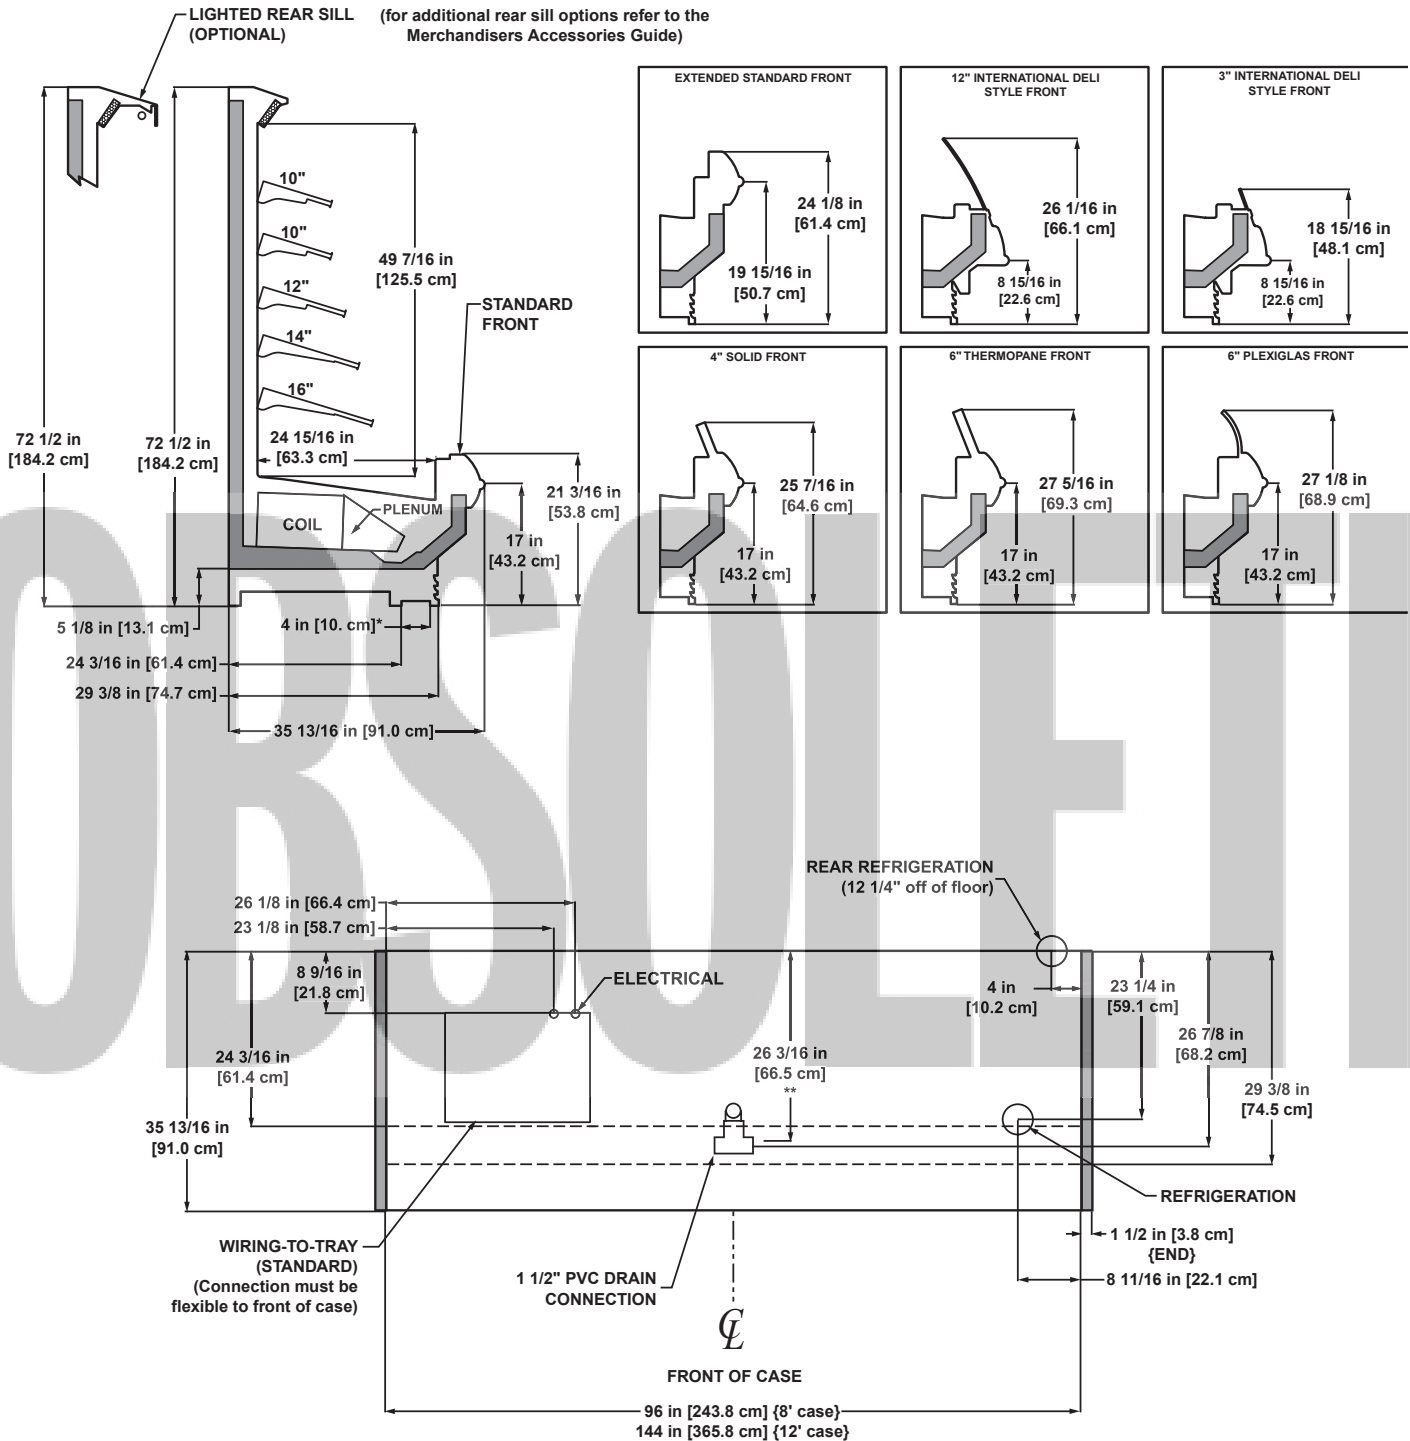 LIGHTED REAR SILL
(OPTIONAL)
(for additional rear sill options refer to the
Merchandisers Accessories Guide)
10"
10"
12"
14"
16"
49 7/16 in
[125.5 cm]
STANDARD
FRONT
72 1/2 in
[184.2 cm]
72 1/2 in
[184.2 cm]
24 15/16 in
[63.3 cm]
COIL
PLENUM
21 3/16 in
[53.8 cm]
17 in
[43.2 cm]
5 1/8 in [13.1 cm]
4 in [10. cm]*
24 3/16 in [61.4 cm]
29 3/8 in [74.7 cm]
35 13/16 in [91.0 cm]
EXTENDED STANDARD FRONT
24 1/8 in
[61.4 cm]
19 15/16 in
[50.7 cm]
12" INTERNATIONAL DELI
STYLE FRONT
26 1/16 in
[66.1 cm]
8 15/16 in
[22.6 cm]
3" INTERNATIONAL DELI
STYLE FRONT
18 15/16 in
[48.1 cm]
8 15/16 in
[22.6 cm]
4" SOLID FRONT
25 7/16 in
[64.6 cm]
17 in
[43.2 cm]
6" THERMOPANE FRONT
27 5/16 in
[69.3 cm]
17 in
[43.2 cm]
6" PLEXIGLAS FRONT
27 1/8 in
[68.9 cm]
17 in
[43.2 cm]
REAR REFRIGERATION
(12 1/4" off of floor)
26 1/8 in [66.4 cm]
23 1/8 in [58.7 cm]
8 9/16 in
[21.8 cm]
ELECTRICAL
4 in
[10.2 cm]
23 1/4 in
[59.1 cm]
26 7/8 in
[68.2 cm]
24 3/16 in
[61.4 cm]
26 3/16 in
[66.5 cm]
**
29 3/8 in
[74.5 cm]
35 13/16 in
[91.0 cm]
REFRIGERATION
1 1/2 in [3.8 cm]
{END}
8 11/16 in [22.1 cm]
WIRING-TO-TRAY
(STANDARD)
(Connection must be
flexible to front of case)
1 1/2" PVC DRAIN
CONNECTION
CL
FRONT OF CASE
96 in [243.8 cm] {8' case}
144 in [365.8 cm] {12' case}
OBSOLETE